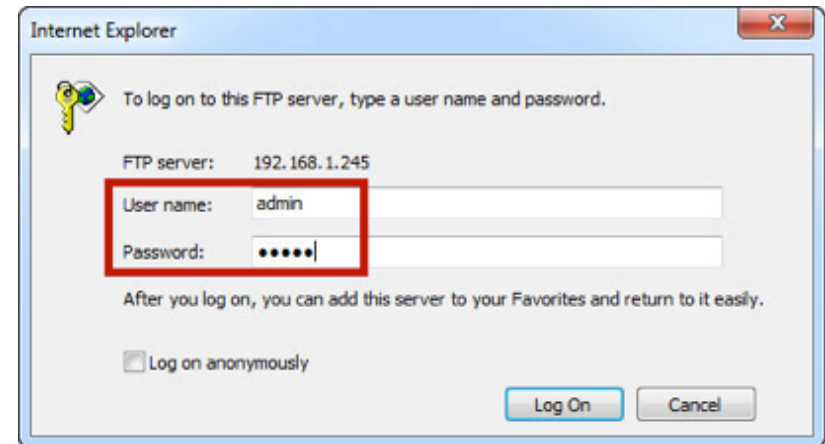 Internet Explorer
To log on to this FTP server, type a user name and password.
FTP server: 192.168.1.245
User name: admin
Password: •••••
After you log on, you can add this server to your Favorites and return to it easily.
Log on anonymously
Log On Cancel